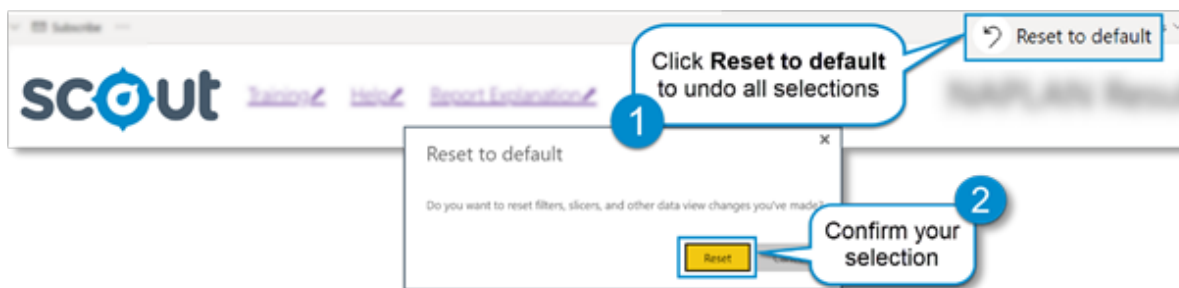 Subscribe
Reset to default
Click Reset to default
to undo all selections
scout
Training
Help
Report Explanation
NAPLAN Resul
1
Reset to default
Do you want to reset filters, slicers, and other data view changes you've made?
2
Confirm your
selection
Reset